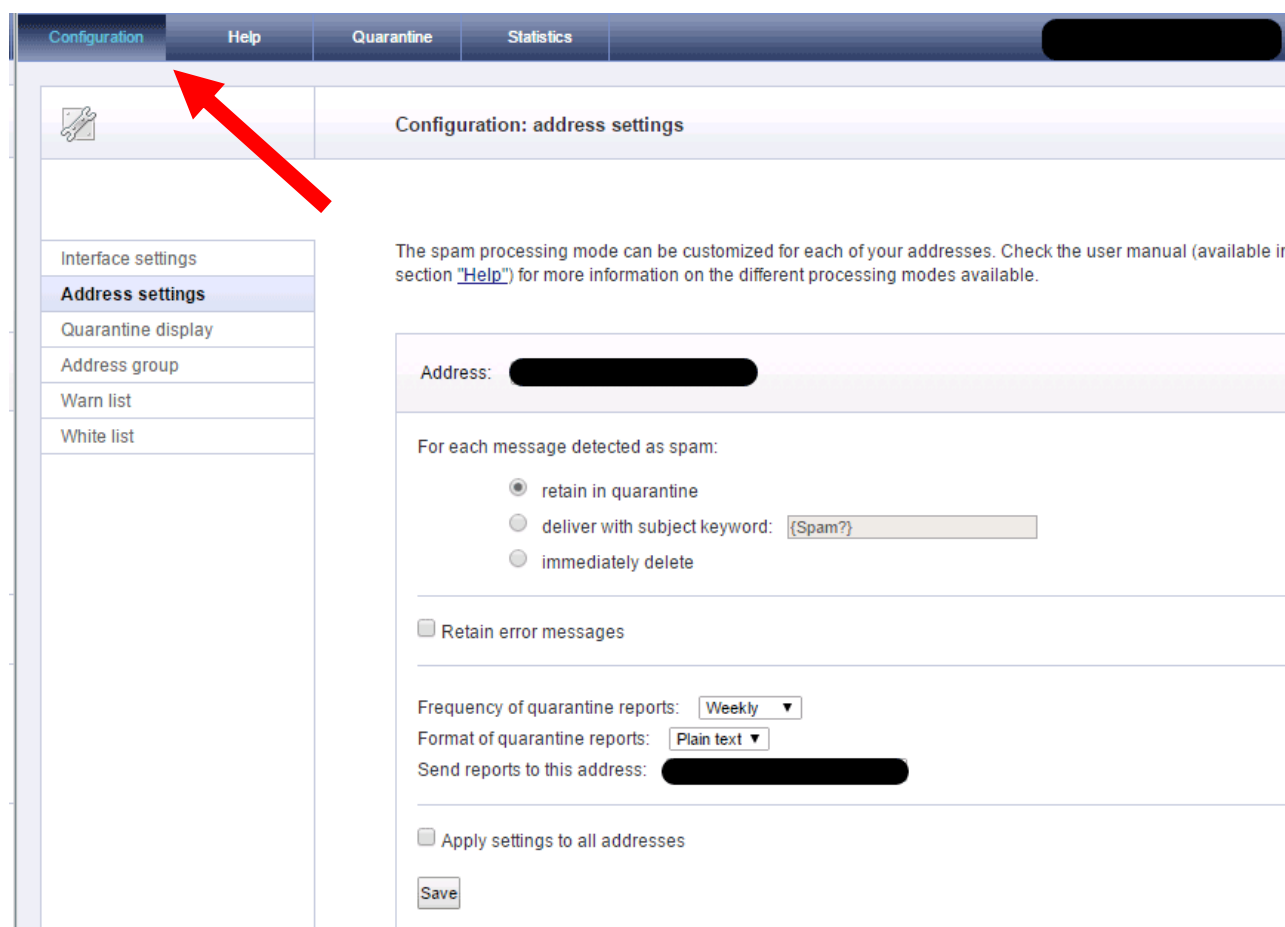 Configuration Help Quarantine Statistics
Configuration: address settings
Interface settings
Address settings
Quarantine display
Address group
Warn list
White list
The spam processing mode can be customized for each of your addresses. Check the user manual (available in
section "Help") for more information on the different processing modes available.
Address:
For each message detected as spam:
retain in quarantine
deliver with subject keyword: {Spam?}
immediately delete
Retain error messages
Frequency of quarantine reports: Weekly
Format of quarantine reports: Plain text
Send reports to this address:
Apply settings to all addresses
Save